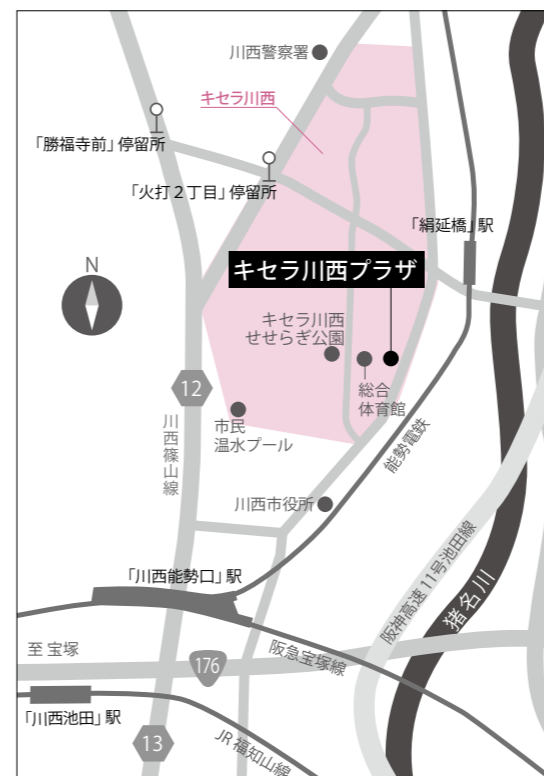 川西警察署
キセラ川西
「勝福寺前」停留所
「火打２丁目」停留所
「絹延橋」駅
N
キセラ川西プラザ
キセラ川西
せせらぎ公園
総合
体育館
12
市民
温水プール
川西篠山線
能勢電鉄
川西市役所
阪神高速11号池田線
「川西能勢口」駅
猪名川
至 宝塚
176
阪急宝塚線
「川西池田」駅
13
JR福知山線